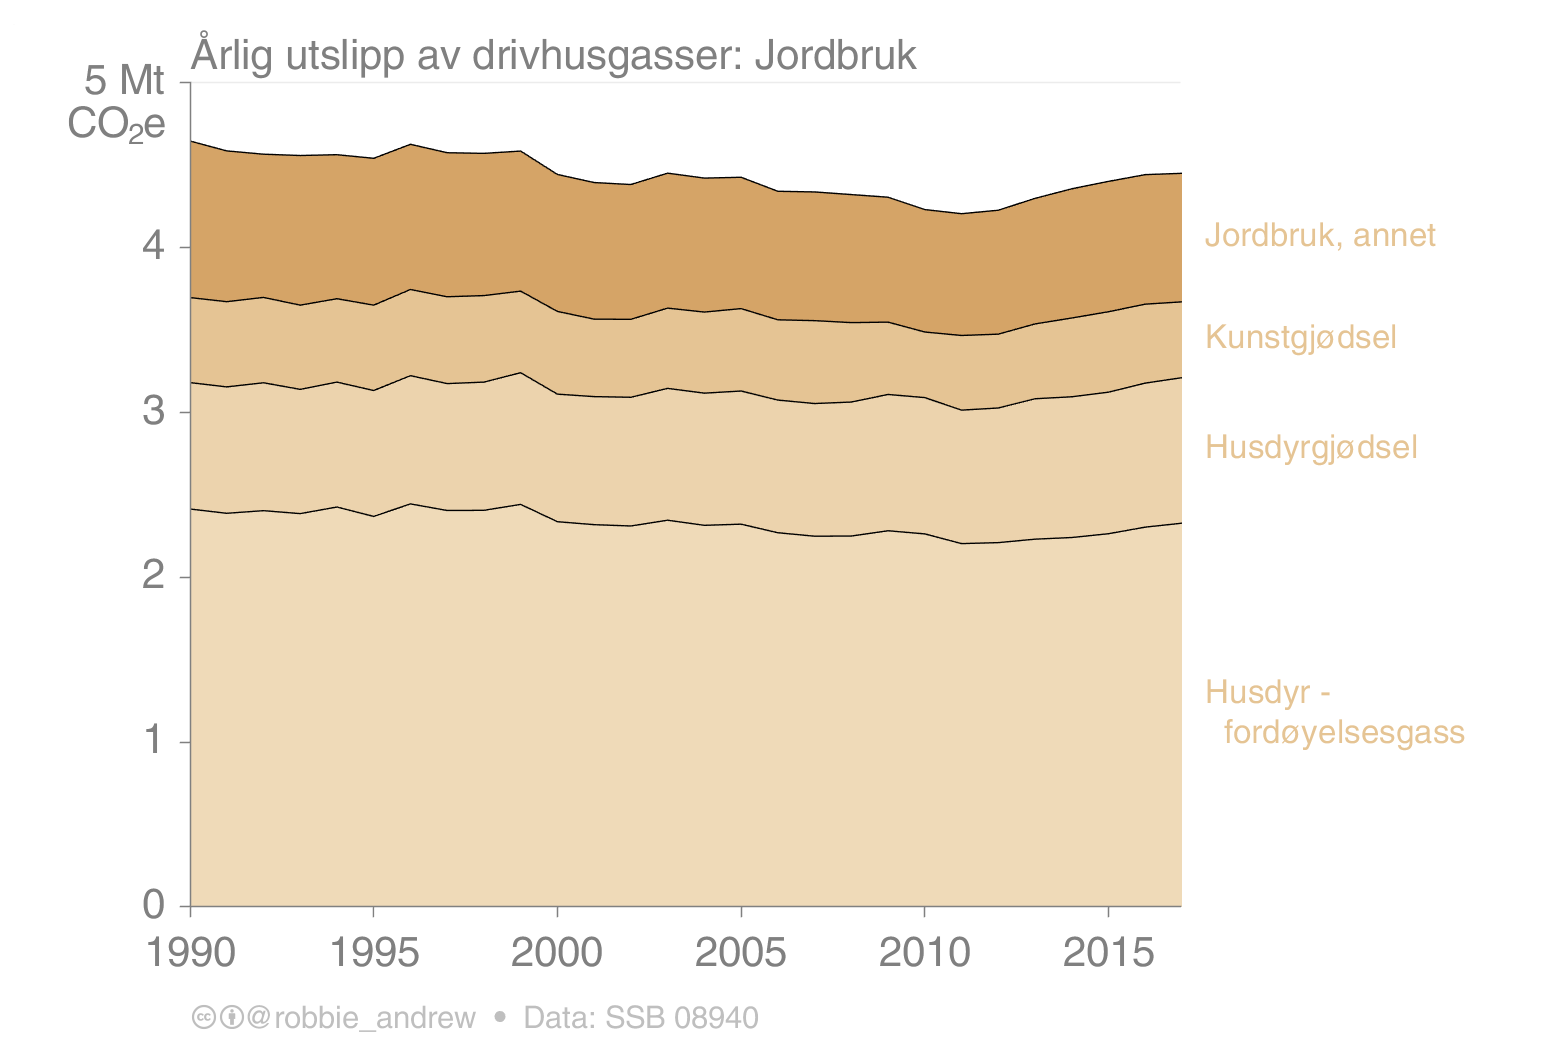 Årlig utslipp av drivhusgasser: Jordbruk
5 Mt
CO₂e
4
3
2
1
0
1990 1995 2000 2005 2010 2015
Jordbruk, annet
Kunstgjødsel
Husdyrgjødsel
Husdyr -
fordøyelsesgass
cc @robbie_andrew • Data: SSB 08940